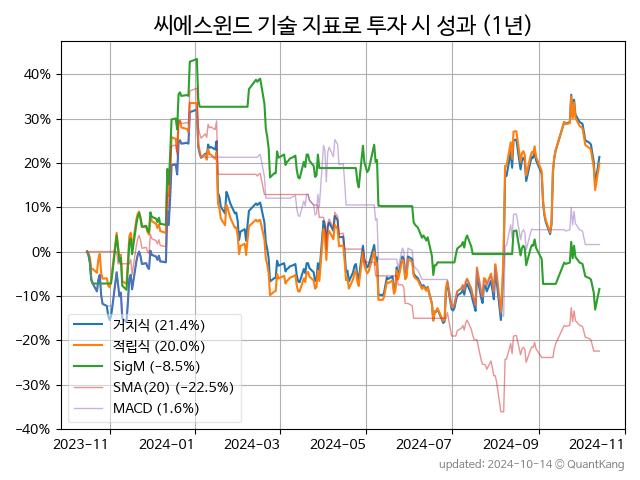 씨에스윈드 기술 지표로 투자 시 성과 (1년)
40%
30%
20%
10%
0%
−10%
−20%
−30%
−40%
거치식 (21.4%)
적립식 (20.0%)
SigM (−8.5%)
SMA(20) (−22.5%)
MACD (1.6%)
2023-11 2024-01 2024-03 2024-05 2024-07 2024-09 2024-11
updated: 2024-10-14 © QuantKang